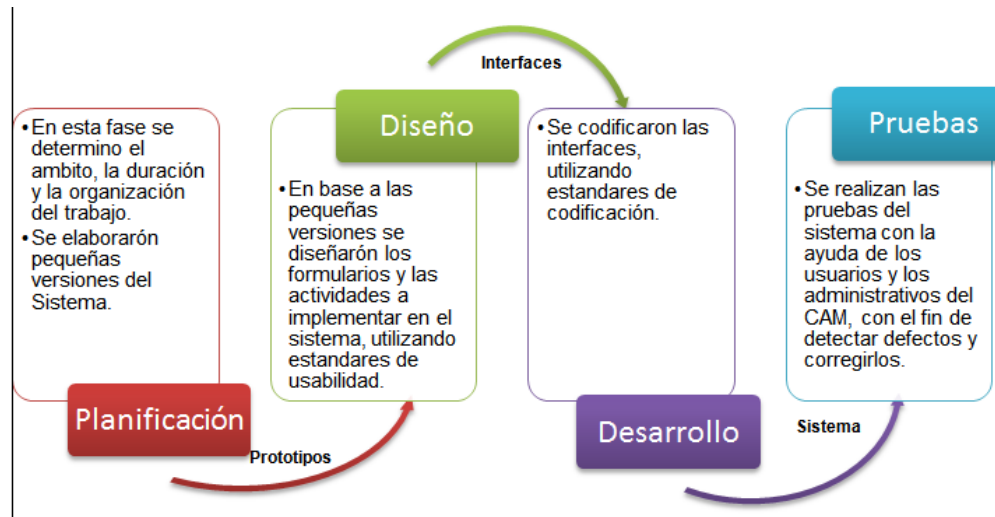 •En esta fase se
determino el
ambito, la duración
y la organización
del trabajo.
•Se elaborarón
pequeñas
versiones del
Sistema.
Planificación
Prototipos
Diseño
•En base a las
pequeñas
versiones se
diseñarón los
formularios y las
actividades a
implementar en el
sistema, utilizando
estandares de
usabilidad.
Interfaces
•Se codificaron las
interfaces,
utilizando
estandares de
codificación.
Desarrollo
Sistema
Pruebas
•Se realizan las
pruebas del
sistema con la
ayuda de los
usuarios y los
administrativos del
CAM, con el fin de
detectar defectos y
corregirlos.